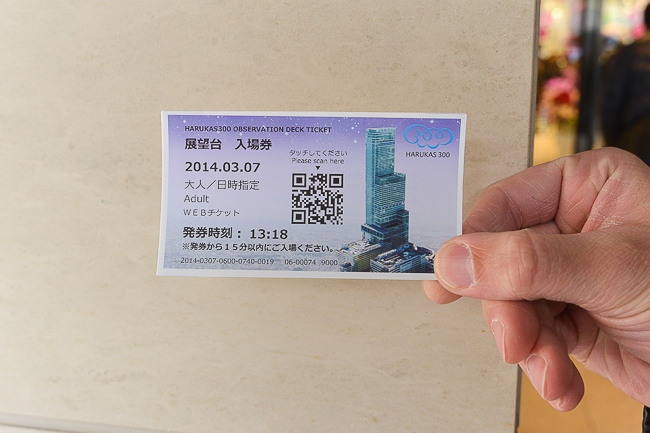 HARUKAS300 OBSERVATION DECK TICKET
展望台 入場券
2014.03.07
大人／日時指定
Adult
ＷＥＢチケット
タッチしてください
Please scan here
HARUKAS 300
発券時刻： 13:18
※発券から１５分以内にご入場ください。
2014-0307-0600-0740-0019 06-00074 9000